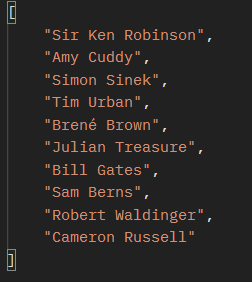 [
"Sir Ken Robinson",
"Amy Cuddy",
"Simon Sinek",
"Tim Urban",
"Brené Brown",
"Julian Treasure",
"Bill Gates",
"Sam Berns",
"Robert Waldinger",
"Cameron Russell"
]